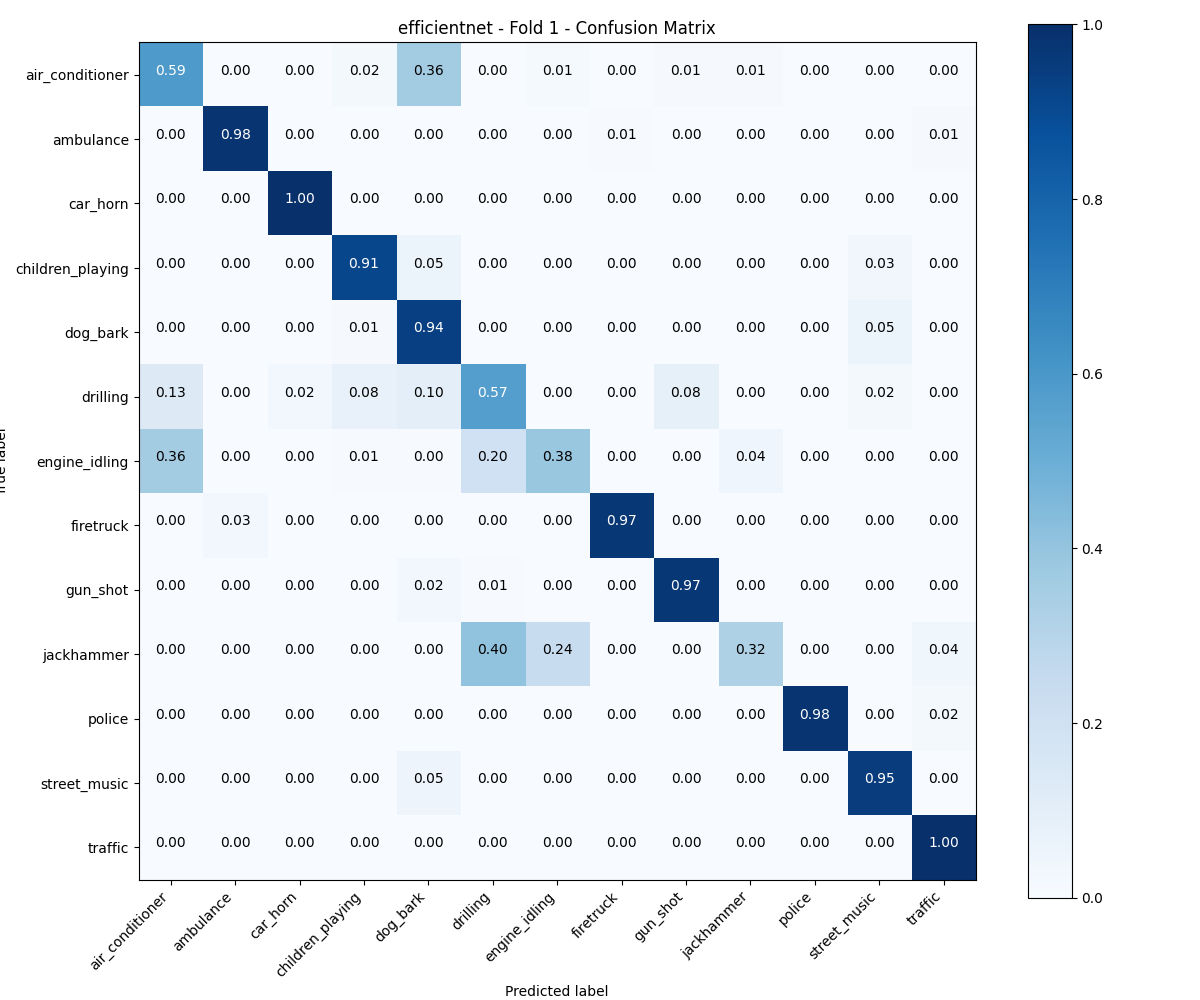 efficientnet - Fold 1 - Confusion Matrix
air_conditioner 0.59 0.00 0.00 0.02 0.36 0.00 0.01 0.00 0.01 0.01 0.00 0.00 0.00
ambulance 0.00 0.98 0.00 0.00 0.00 0.00 0.00 0.01 0.00 0.00 0.00 0.00 0.01
car_horn 0.00 0.00 1.00 0.00 0.00 0.00 0.00 0.00 0.00 0.00 0.00 0.00 0.00
children_playing 0.00 0.00 0.00 0.91 0.05 0.00 0.00 0.00 0.00 0.00 0.00 0.03 0.00
dog_bark 0.00 0.00 0.00 0.01 0.94 0.00 0.00 0.00 0.00 0.00 0.00 0.05 0.00
drilling 0.13 0.00 0.02 0.08 0.10 0.57 0.00 0.00 0.08 0.00 0.00 0.02 0.00
engine_idling 0.36 0.00 0.00 0.01 0.00 0.20 0.38 0.00 0.00 0.04 0.00 0.00 0.00
firetruck 0.00 0.03 0.00 0.00 0.00 0.00 0.00 0.97 0.00 0.00 0.00 0.00 0.00
gun_shot 0.00 0.00 0.00 0.00 0.02 0.01 0.00 0.00 0.97 0.00 0.00 0.00 0.00
jackhammer 0.00 0.00 0.00 0.00 0.00 0.40 0.24 0.00 0.00 0.32 0.00 0.00 0.04
police 0.00 0.00 0.00 0.00 0.00 0.00 0.00 0.00 0.00 0.00 0.98 0.00 0.02
street_music 0.00 0.00 0.00 0.00 0.05 0.00 0.00 0.00 0.00 0.00 0.00 0.95 0.00
traffic 0.00 0.00 0.00 0.00 0.00 0.00 0.00 0.00 0.00 0.00 0.00 0.00 1.00
air_conditioner ambulance car_horn children_playing dog_bark drilling engine_idling firetruck gun_shot jackhammer police street_music traffic
Predicted label
1.0
0.8
0.6
0.4
0.2
0.0